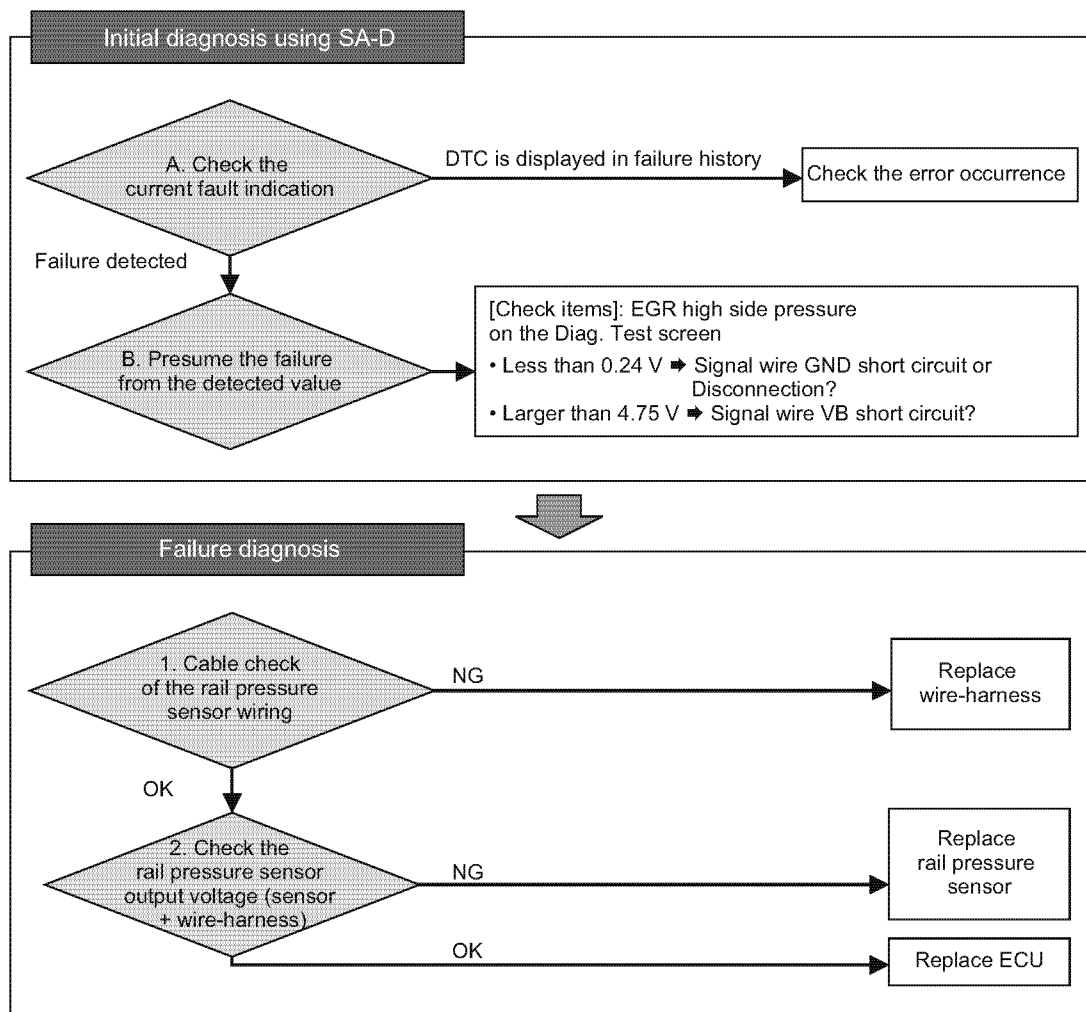 Initial diagnosis using SA-D
A. Check the
current fault indication
DTC is displayed in failure history
Check the error occurrence
Failure detected
B. Presume the failure
from the detected value
[Check items]: EGR high side pressure
on the Diag. Test screen
• Less than 0.24 V ➡ Signal wire GND short circuit or
Disconnection?
• Larger than 4.75 V ➡ Signal wire VB short circuit?
Failure diagnosis
1. Cable check
of the rail pressure
sensor wiring
NG
Replace
wire-harness
OK
2. Check the
rail pressure sensor
output voltage (sensor
+ wire-harness)
NG
Replace
rail pressure
sensor
OK
Replace ECU